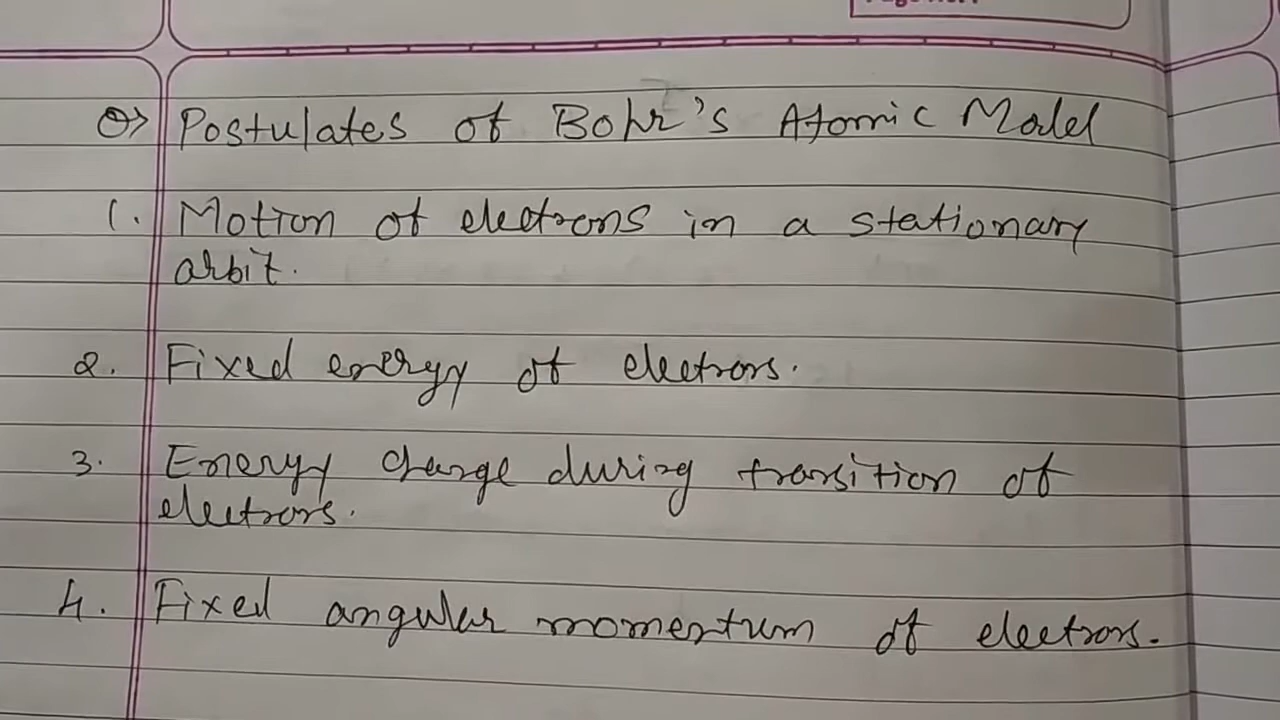 Q> Postulates of Bohr's Atomic Model
1. Motion of electrons in a stationary
orbit.
2. Fixed energy of electrons.
3. Energy change during transition of
electrons.
4. Fixed angular momentum of electrons.